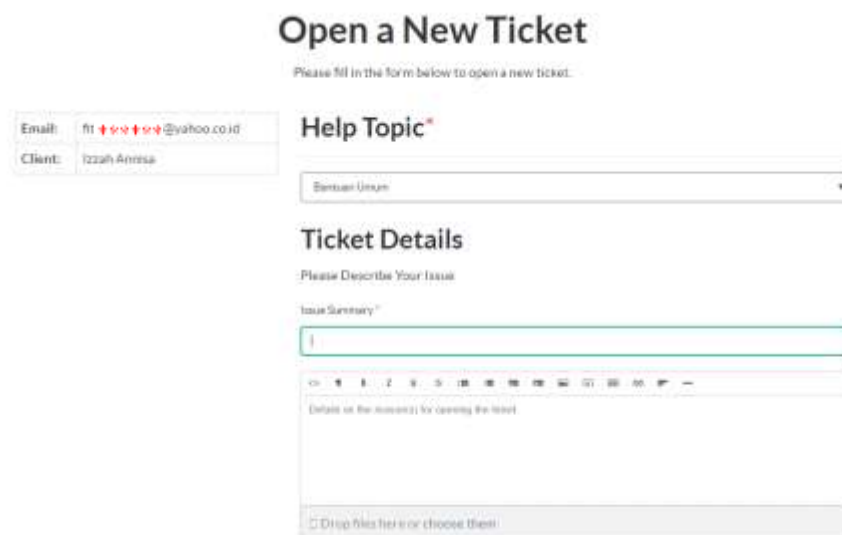 Open a New Ticket
Please fill in the form below to open a new ticket.
Email: fit @yahoo.co.id
Client: Izzah Annisa
Help Topic*
Bantuan Umum
Ticket Details
Please Describe Your Issue
Issue Summary *
Details on the reason(s) for opening the ticket
Drop files here or choose them